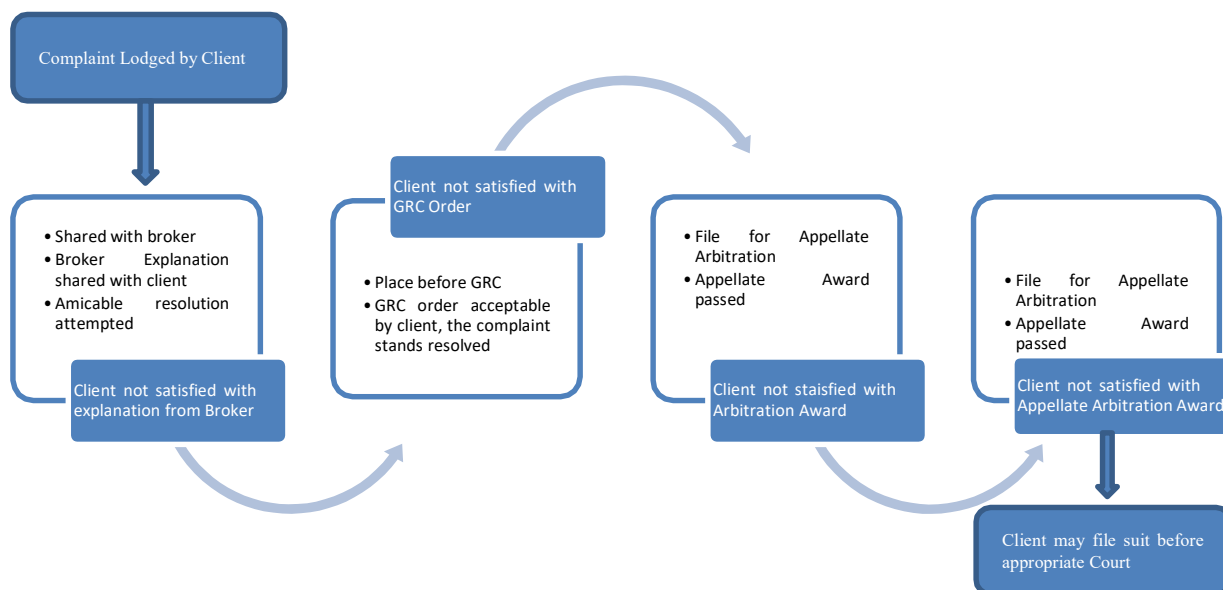 Complaint Lodged by Client
• Shared with broker
• Broker Explanation
shared with client
• Amicable resolution
attempted
Client not satisfied with
explanation from Broker
Client not satisfied with
GRC Order
• Place before GRC
• GRC order acceptable
by client, the complaint
stands resolved
• File for Appellate
Arbitration
• Appellate Award
passed
Client not staisfied with
Arbitration Award
• File for Appellate
Arbitration
• Appellate Award
passed
Client not satisfied with
Appellate Arbitration Award
Client may file suit before
appropriate Court